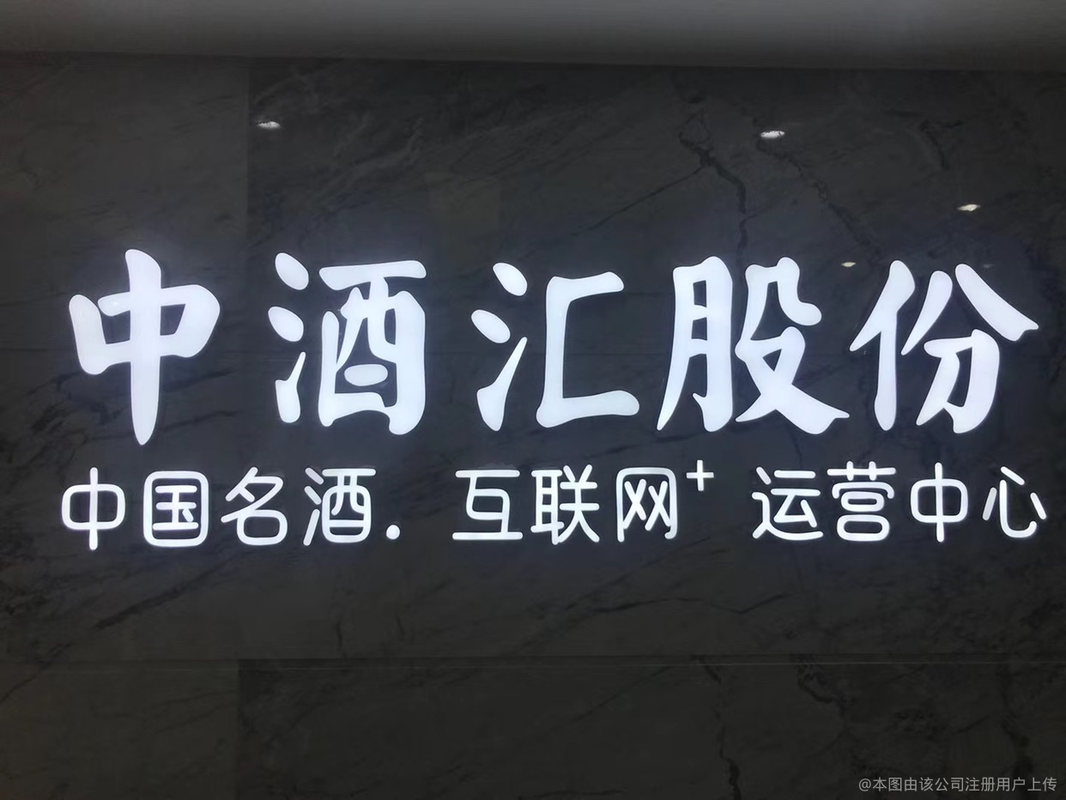 中酒汇股份
中国名酒. 互联网+ 运营中心
@本图由该公司注册用户上传